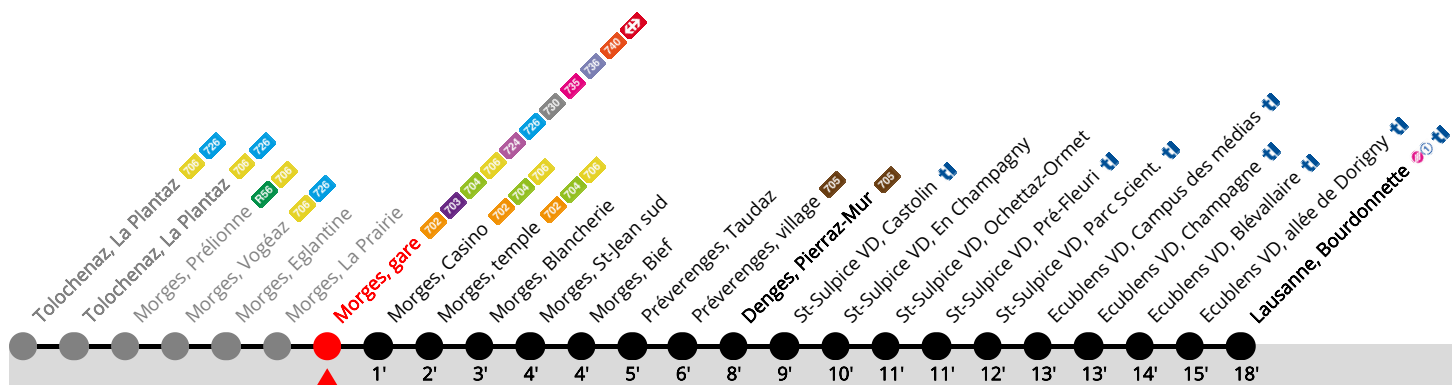 Tolochenaz, La Plantaz 706 726
Tolochenaz, La Plantaz 706 726
Morges, Prélionne R56 706
Morges, Vogéaz 706 726
Morges, Eglantine
Morges, La Prairie
Morges, gare 702 703 704 706 724 726 730 735 736 740
Morges, Casino 702 704 706
Morges, temple 702 704 706
Morges, Blancherie
Morges, St-Jean sud
Morges, Bief
Préverenges, Taudaz
Préverenges, village 705
Denges, Pierraz-Mur 705
St-Sulpice VD, Castolin tl
St-Sulpice VD, En Champagny
St-Sulpice VD, Ochettaz-Ormet
St-Sulpice VD, Pré-Fleuri tl
St-Sulpice VD, Parc Scient. tl
Ecublens VD, Campus des médias tl
Ecublens VD, Champagne tl
Ecublens VD, Blévallaire tl
Ecublens VD, allée de Dorigny tl
Lausanne, Bourdonnette m1 tl
1' 2' 3' 4' 4' 5' 6' 8' 9' 10' 11' 11' 12' 13' 13' 14' 15' 18'